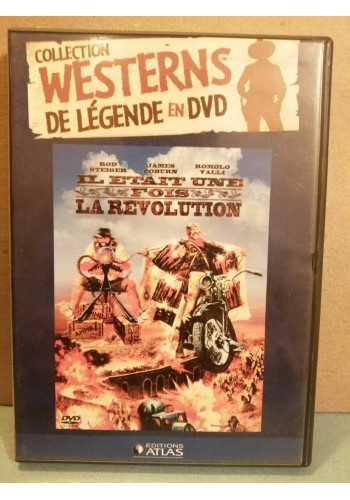 COLLECTION
WESTERNS
DE LÉGENDE EN DVD
ROD STEIGER JAMES COBURN ROMOLO VALLI
IL ETAIT UNE
FOIS
LA REVOLUTION
DVD
EDITIONS
ATLAS